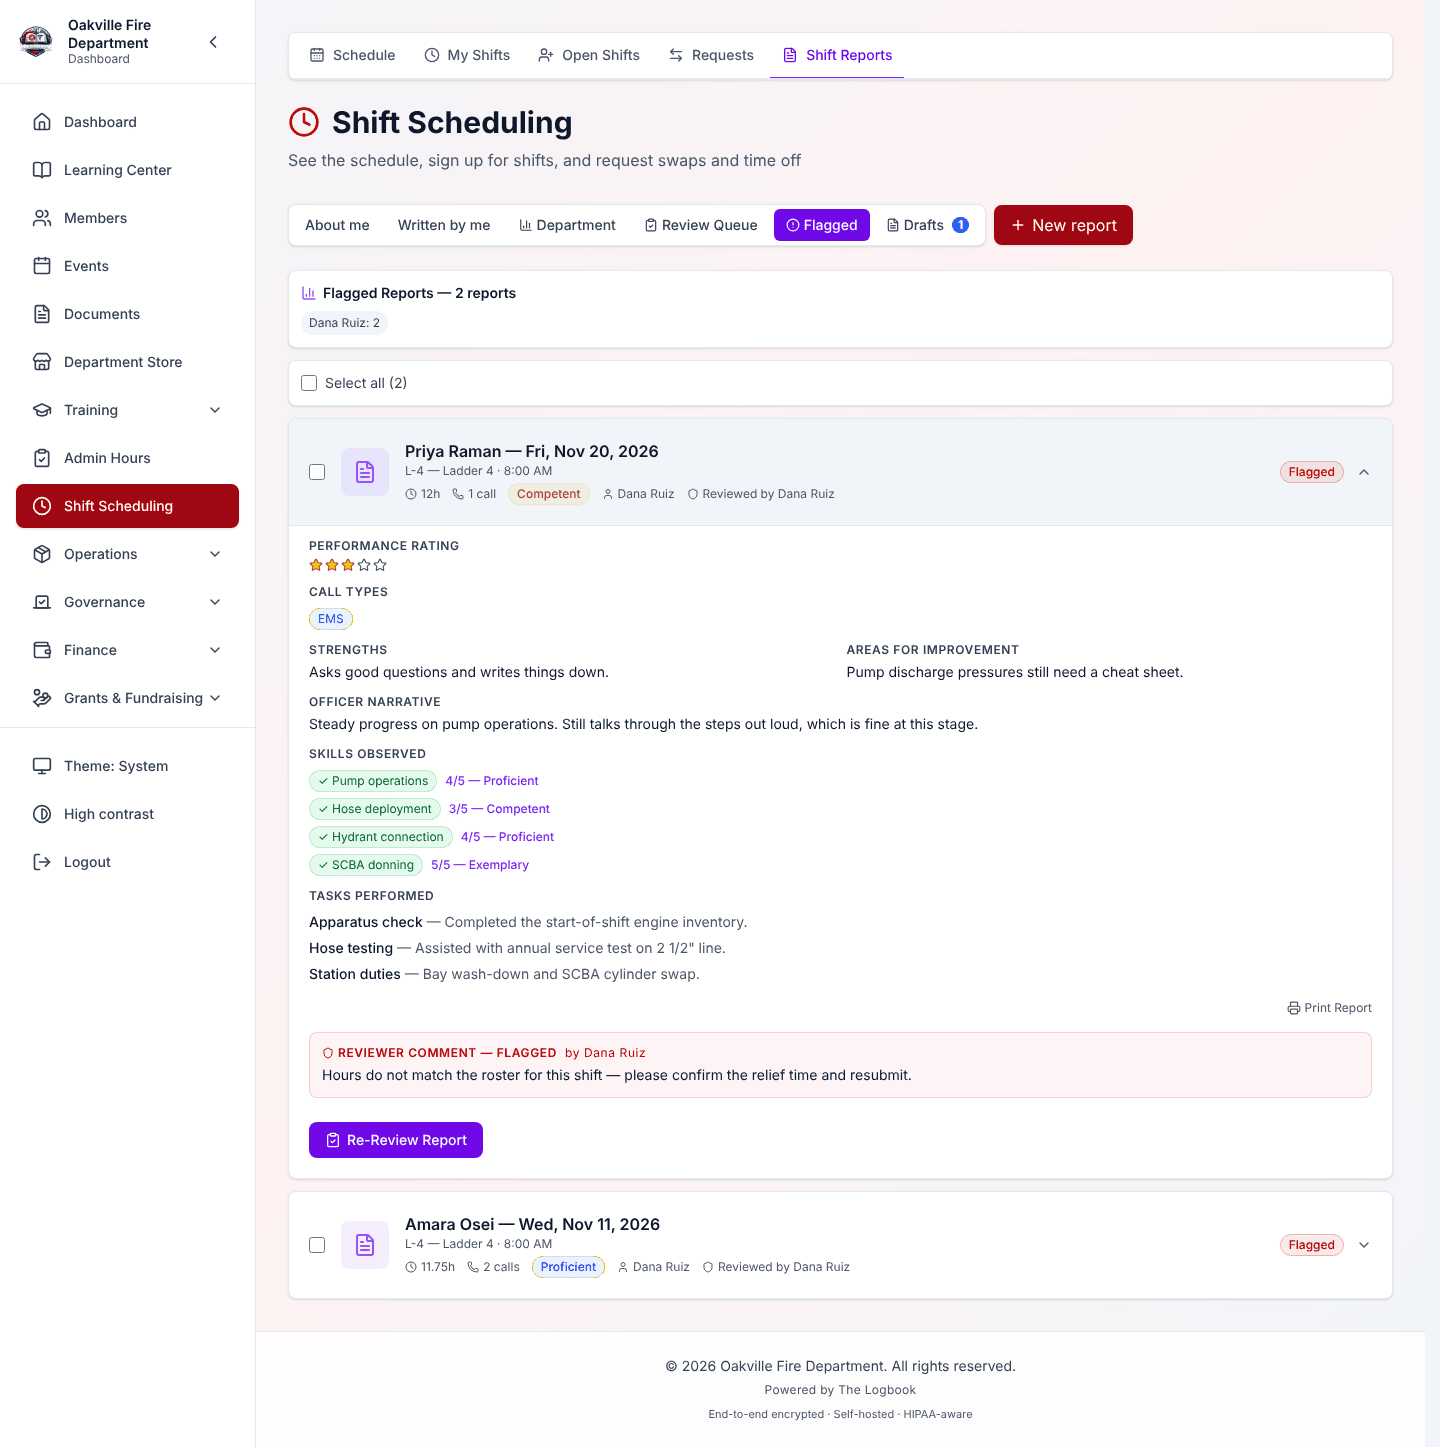 Oakville Fire
Department
Dashboard
Dashboard
Learning Center
Members
Events
Documents
Department Store
Training
Admin Hours
Shift Scheduling
Operations
Governance
Finance
Grants & Fundraising
Theme: System
High contrast
Logout
Schedule
My Shifts
Open Shifts
Requests
Shift Reports
Shift Scheduling
See the schedule, sign up for shifts, and request swaps and time off
About me
Written by me
Department
Review Queue
Flagged
Drafts 1
+ New report
Flagged Reports — 2 reports
Dana Ruiz: 2
Select all (2)
Priya Raman — Fri, Nov 20, 2026
L-4 — Ladder 4 · 8:00 AM
12h 1 call Competent Dana Ruiz Reviewed by Dana Ruiz
Flagged
PERFORMANCE RATING
CALL TYPES
EMS
STRENGTHS
Asks good questions and writes things down.
AREAS FOR IMPROVEMENT
Pump discharge pressures still need a cheat sheet.
OFFICER NARRATIVE
Steady progress on pump operations. Still talks through the steps out loud, which is fine at this stage.
SKILLS OBSERVED
✓ Pump operations 4/5 — Proficient
✓ Hose deployment 3/5 — Competent
✓ Hydrant connection 4/5 — Proficient
✓ SCBA donning 5/5 — Exemplary
TASKS PERFORMED
Apparatus check — Completed the start-of-shift engine inventory.
Hose testing — Assisted with annual service test on 2 1/2" line.
Station duties — Bay wash-down and SCBA cylinder swap.
Print Report
REVIEWER COMMENT — FLAGGED by Dana Ruiz
Hours do not match the roster for this shift — please confirm the relief time and resubmit.
Re-Review Report
Amara Osei — Wed, Nov 11, 2026
L-4 — Ladder 4 · 8:00 AM
11.75h 2 calls Proficient Dana Ruiz Reviewed by Dana Ruiz
Flagged
© 2026 Oakville Fire Department. All rights reserved.
Powered by The Logbook
End-to-end encrypted · Self-hosted · HIPAA-aware